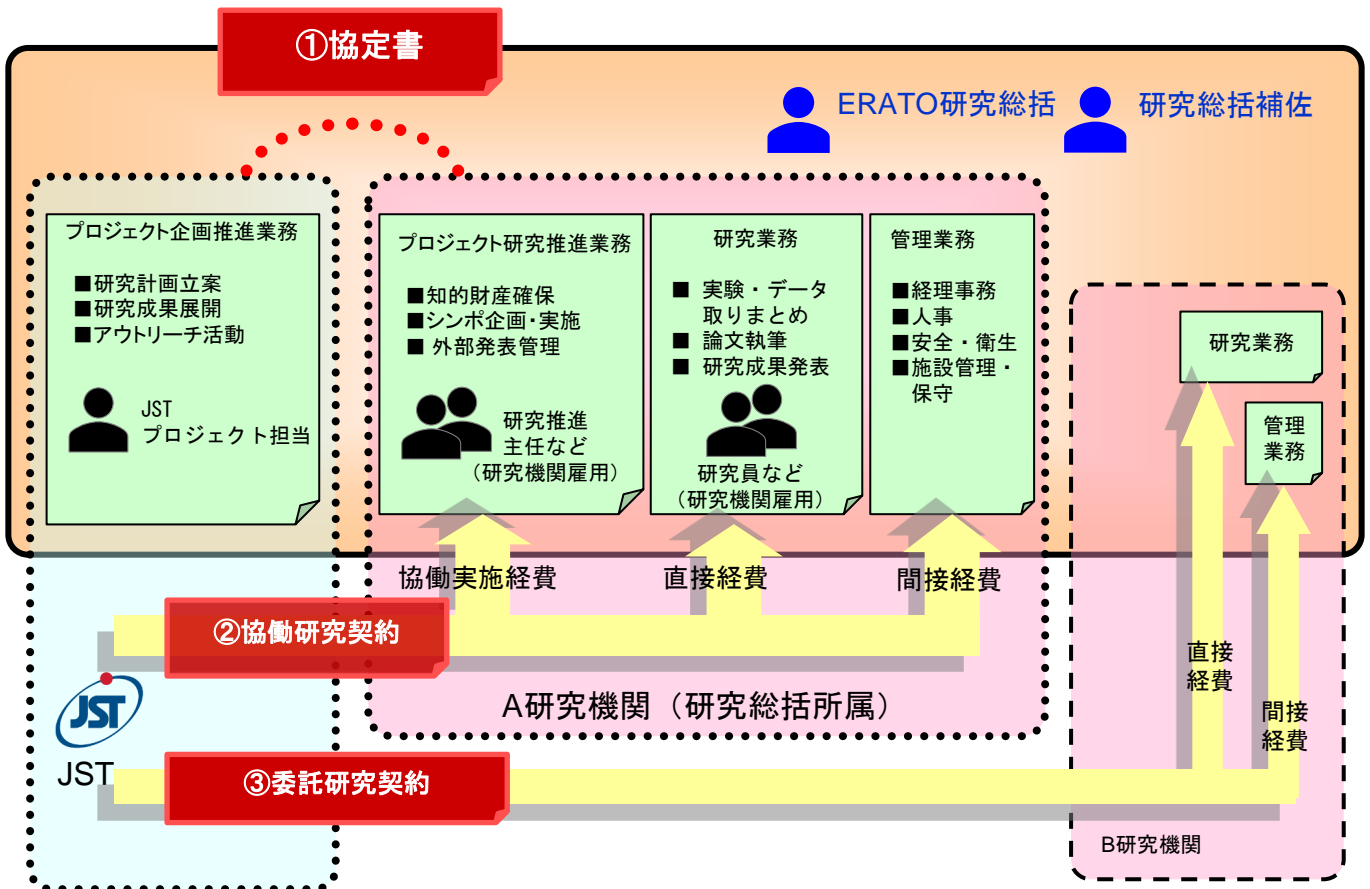 ①協定書
ERATO研究総括
研究総括補佐
プロジェクト企画推進業務
■研究計画立案
■研究成果展開
■アウトリーチ活動
JST
プロジェクト担当
プロジェクト研究推進業務
■知的財産確保
■シンポ企画・実施
■ 外部発表管理
研究推進
主任など
（研究機関雇用）
研究業務
■ 実験・データ
取りまとめ
■ 論文執筆
■ 研究成果発表
研究員など
（研究機関雇用）
管理業務
■経理事務
■人事
■安全・衛生
■施設管理・
保守
研究業務
管理
業務
協働実施経費
直接経費
間接経費
②協働研究契約
直接
経費
間接
経費
A研究機関（研究総括所属）
JST
JST
③委託研究契約
B研究機関